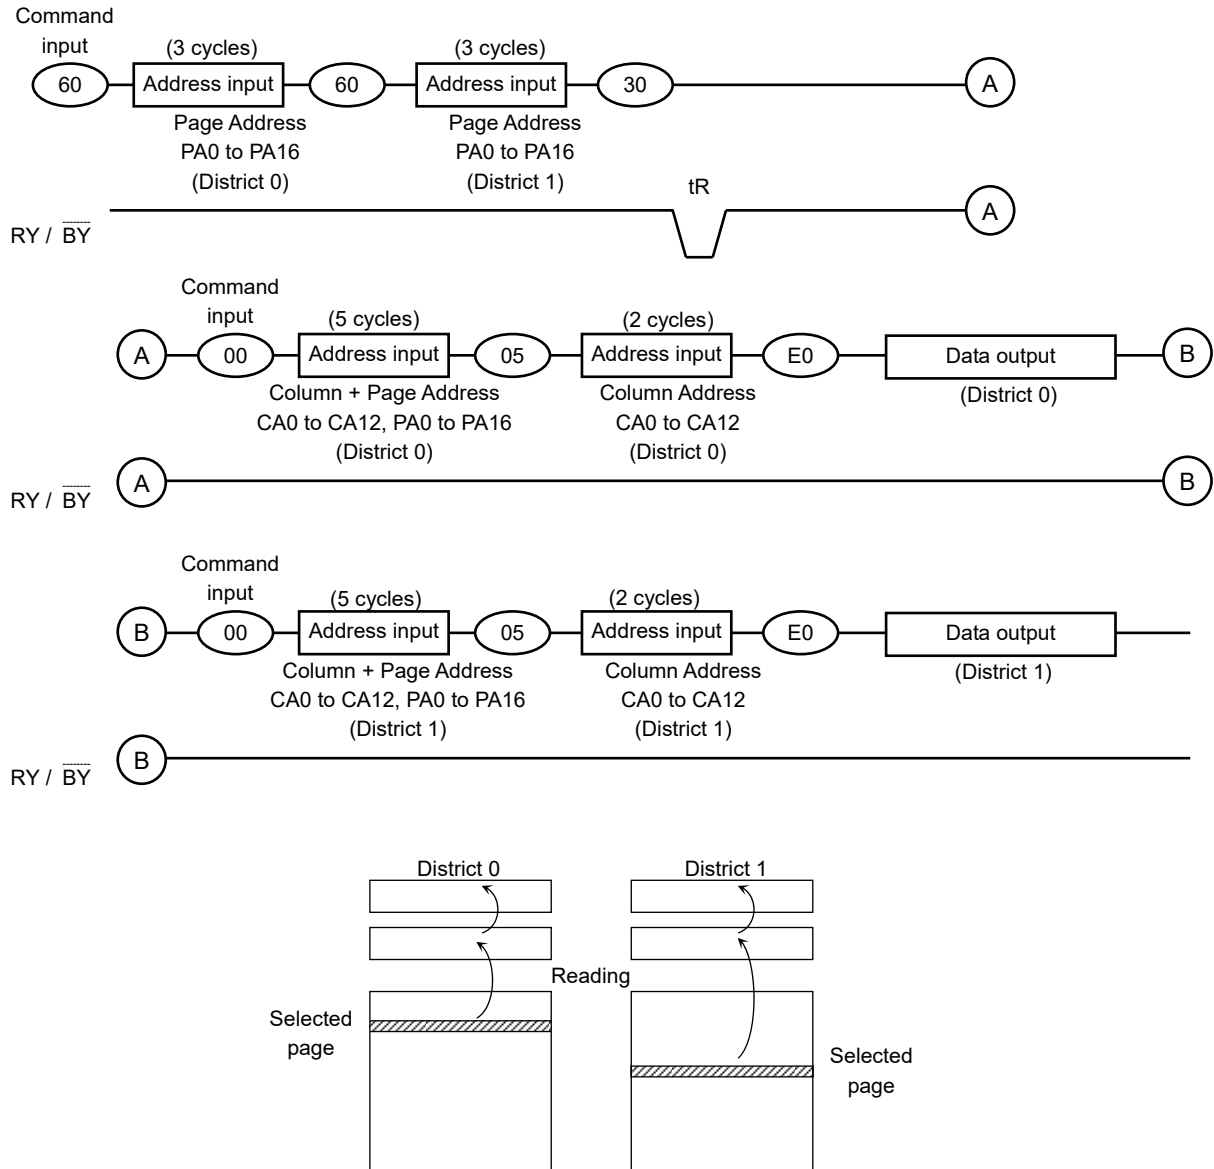 Command
input
(3 cycles)
(3 cycles)
60
Address input
60
Address input
30
A
Page Address
PA0 to PA16
(District 0)
Page Address
PA0 to PA16
(District 1)
tR
A
RY / BY
Command
input
(5 cycles)
(2 cycles)
A
00
Address input
05
Address input
E0
Data output
B
Column + Page Address
CA0 to CA12, PA0 to PA16
(District 0)
Column Address
CA0 to CA12
(District 0)
(District 0)
A
B
RY / BY
Command
input
(5 cycles)
(2 cycles)
B
00
Address input
05
Address input
E0
Data output
Column + Page Address
CA0 to CA12, PA0 to PA16
(District 1)
Column Address
CA0 to CA12
(District 1)
(District 1)
B
RY / BY
District 0
District 1
Reading
Selected
page
Selected
page